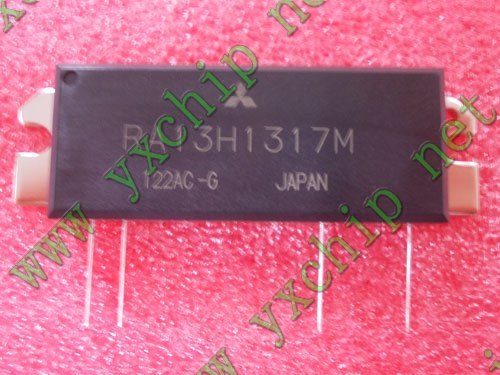 RA13H1317M
122AC-G JAPAN
www yxchip net
www yxchip net